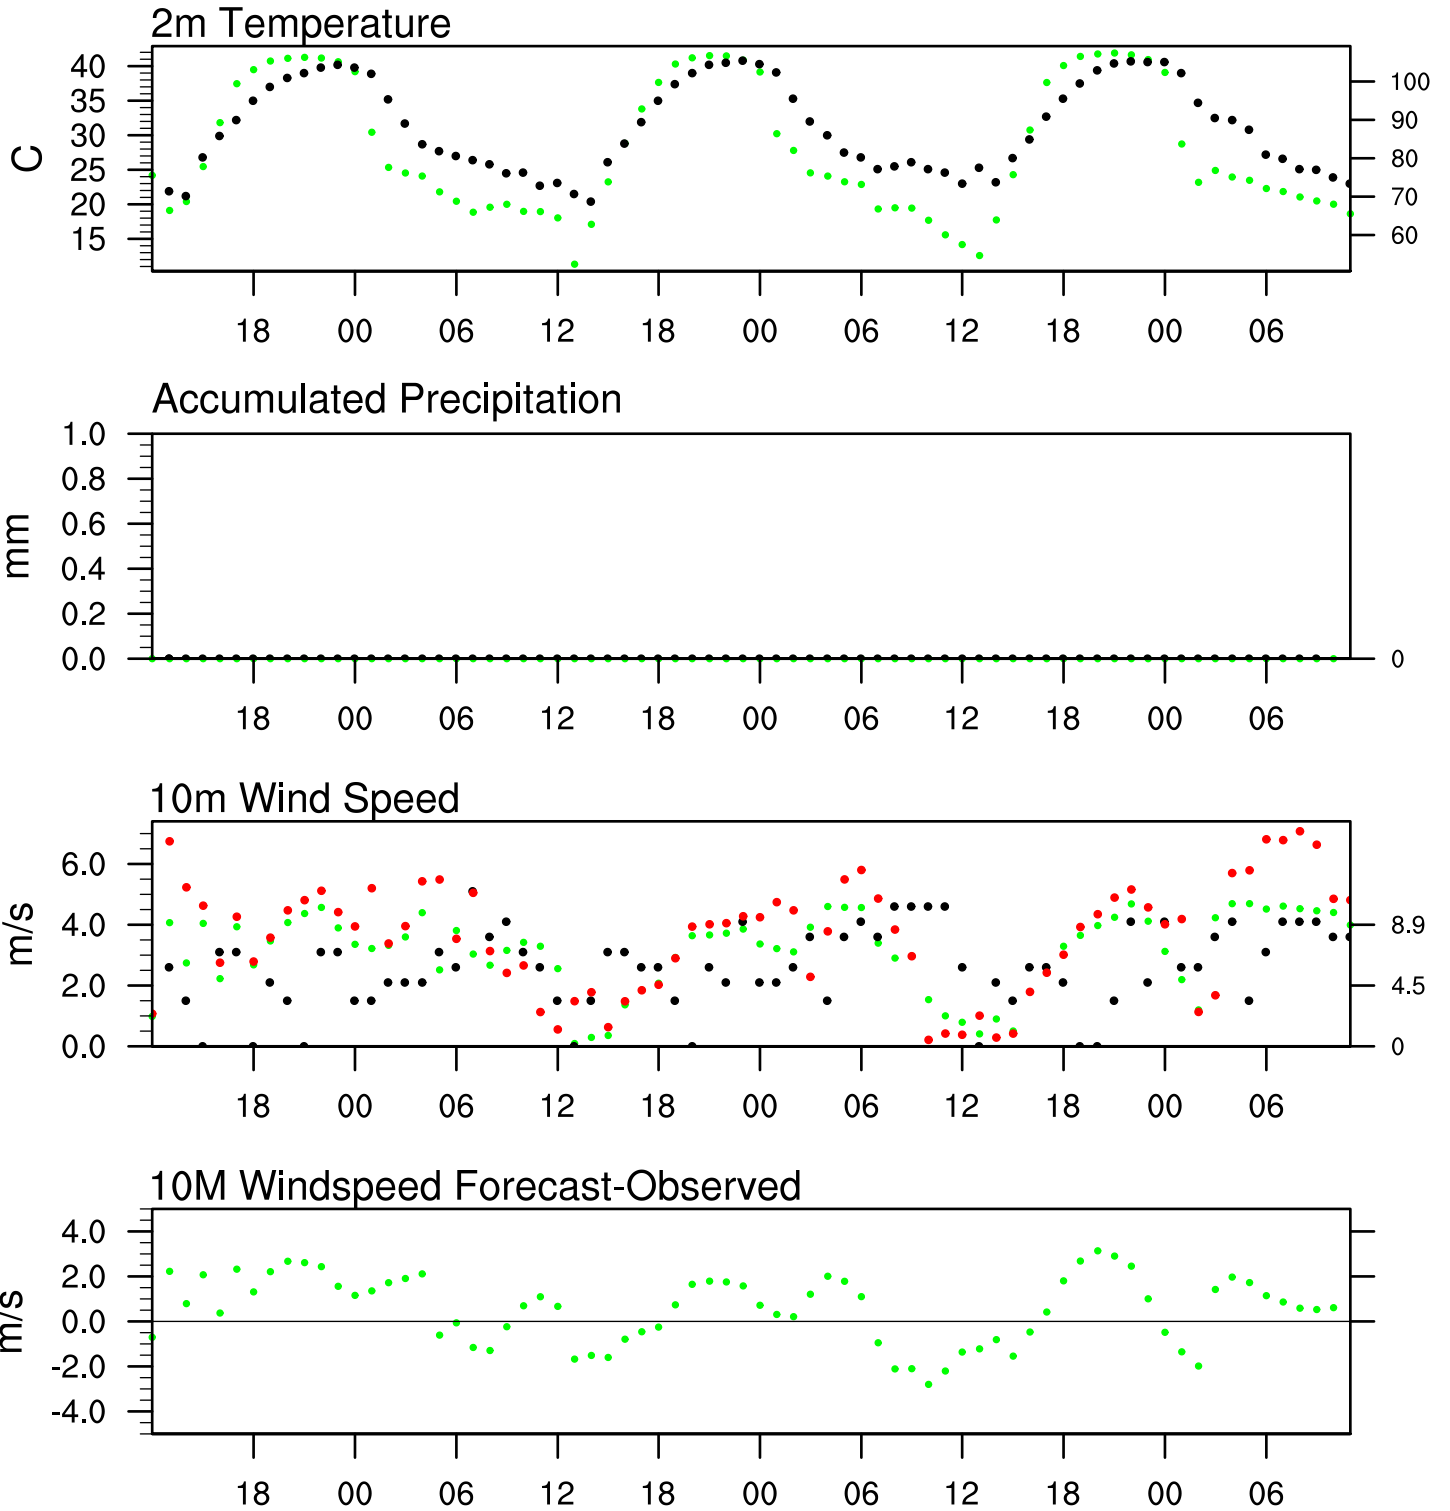 2m Temperature
40
35
30
25
20
15
C
100
90
80
70
60
18 00 06 12 18 00 06 12 18 00 06
Accumulated Precipitation
1.0
0.8
0.6
0.4
0.2
0.0
mm
0
18 00 06 12 18 00 06 12 18 00 06
10m Wind Speed
6.0
4.0
2.0
0.0
m/s
8.9
4.5
0
18 00 06 12 18 00 06 12 18 00 06
10M Windspeed Forecast-Observed
4.0
2.0
0.0
-2.0
-4.0
m/s
18 00 06 12 18 00 06 12 18 00 06